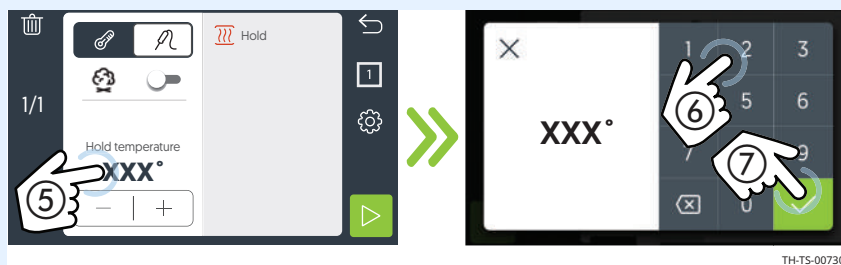 Hold
1
1/1
Hold temperature
XXX°
− +
5
XXX°
1 2 3
5 6
7 9
0
6
7
TH-TS-00730